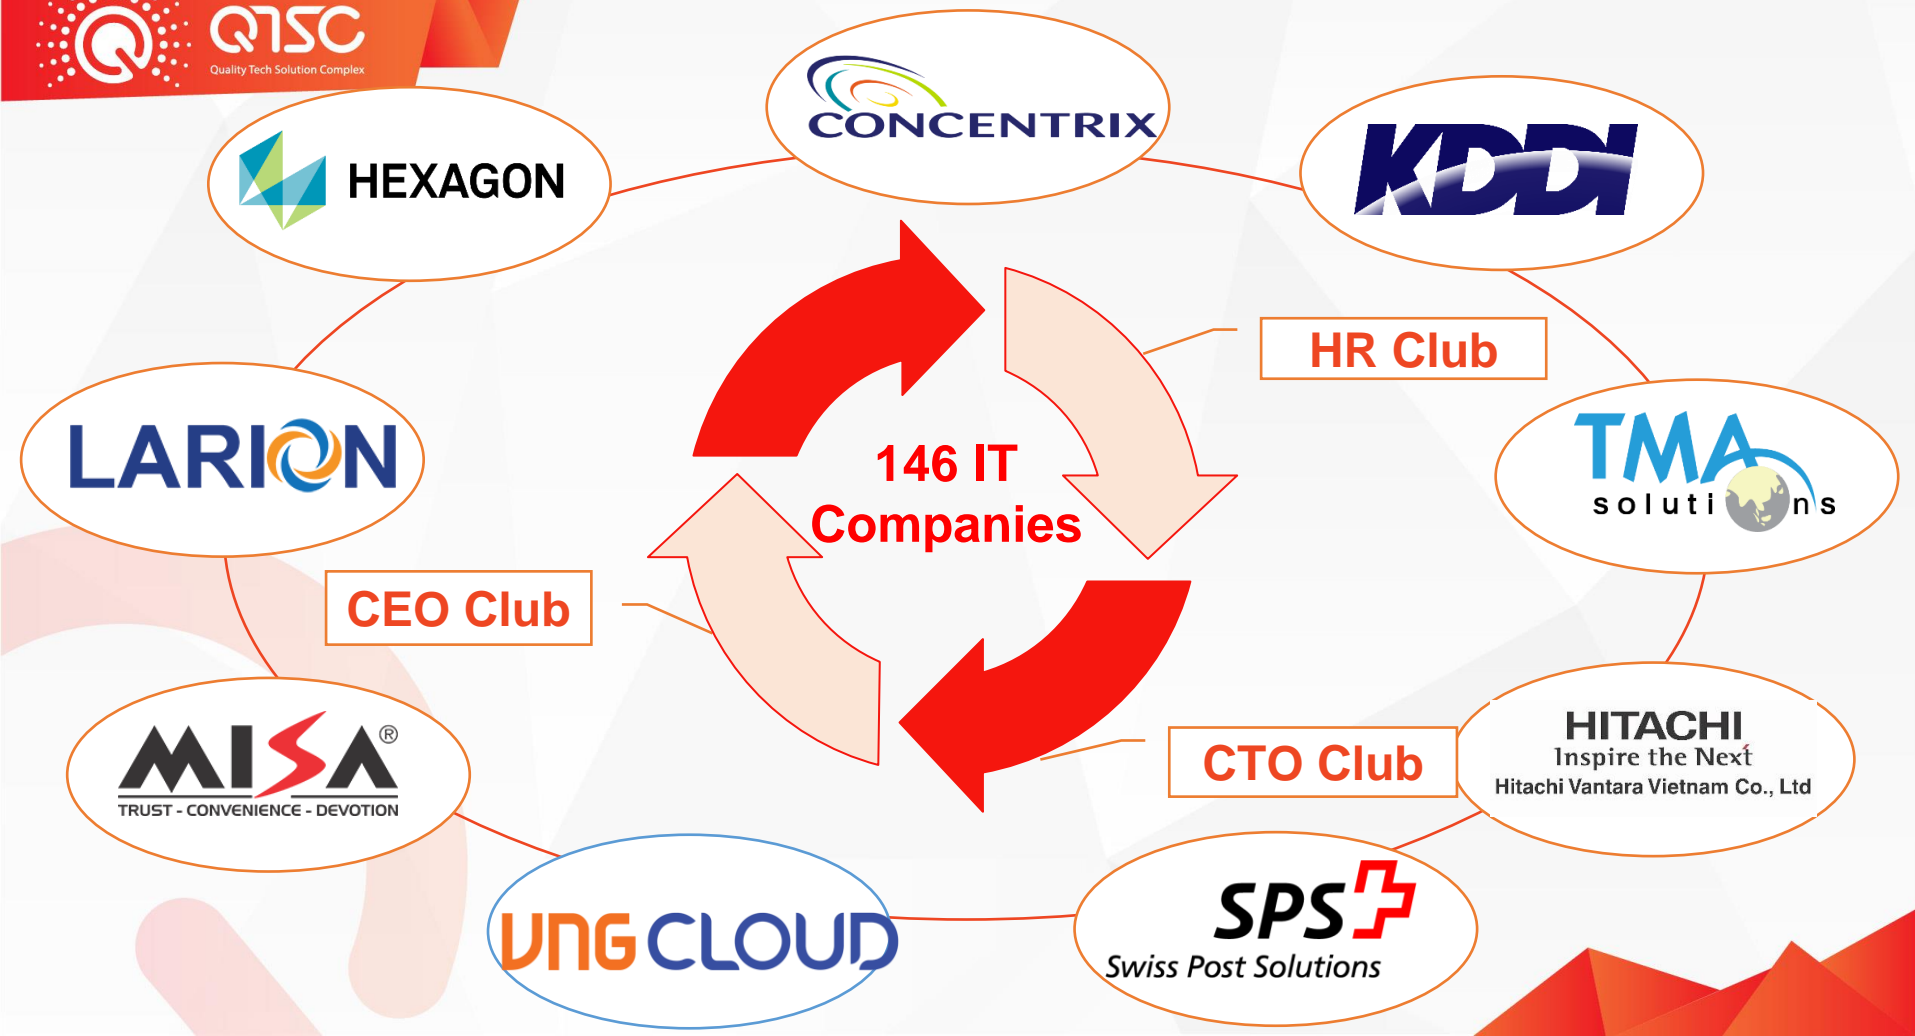 QTSC
Quality Tech Solution Complex
CONCENTRIX
KDDI
HEXAGON
HR Club
LARION
TMA
solutions
146 IT
Companies
CEO Club
MISA®
TRUST - CONVENIENCE - DEVOTION
CTO Club
HITACHI
Inspire the Next
Hitachi Vantara Vietnam Co., Ltd
VNG CLOUD
SPS
Swiss Post Solutions